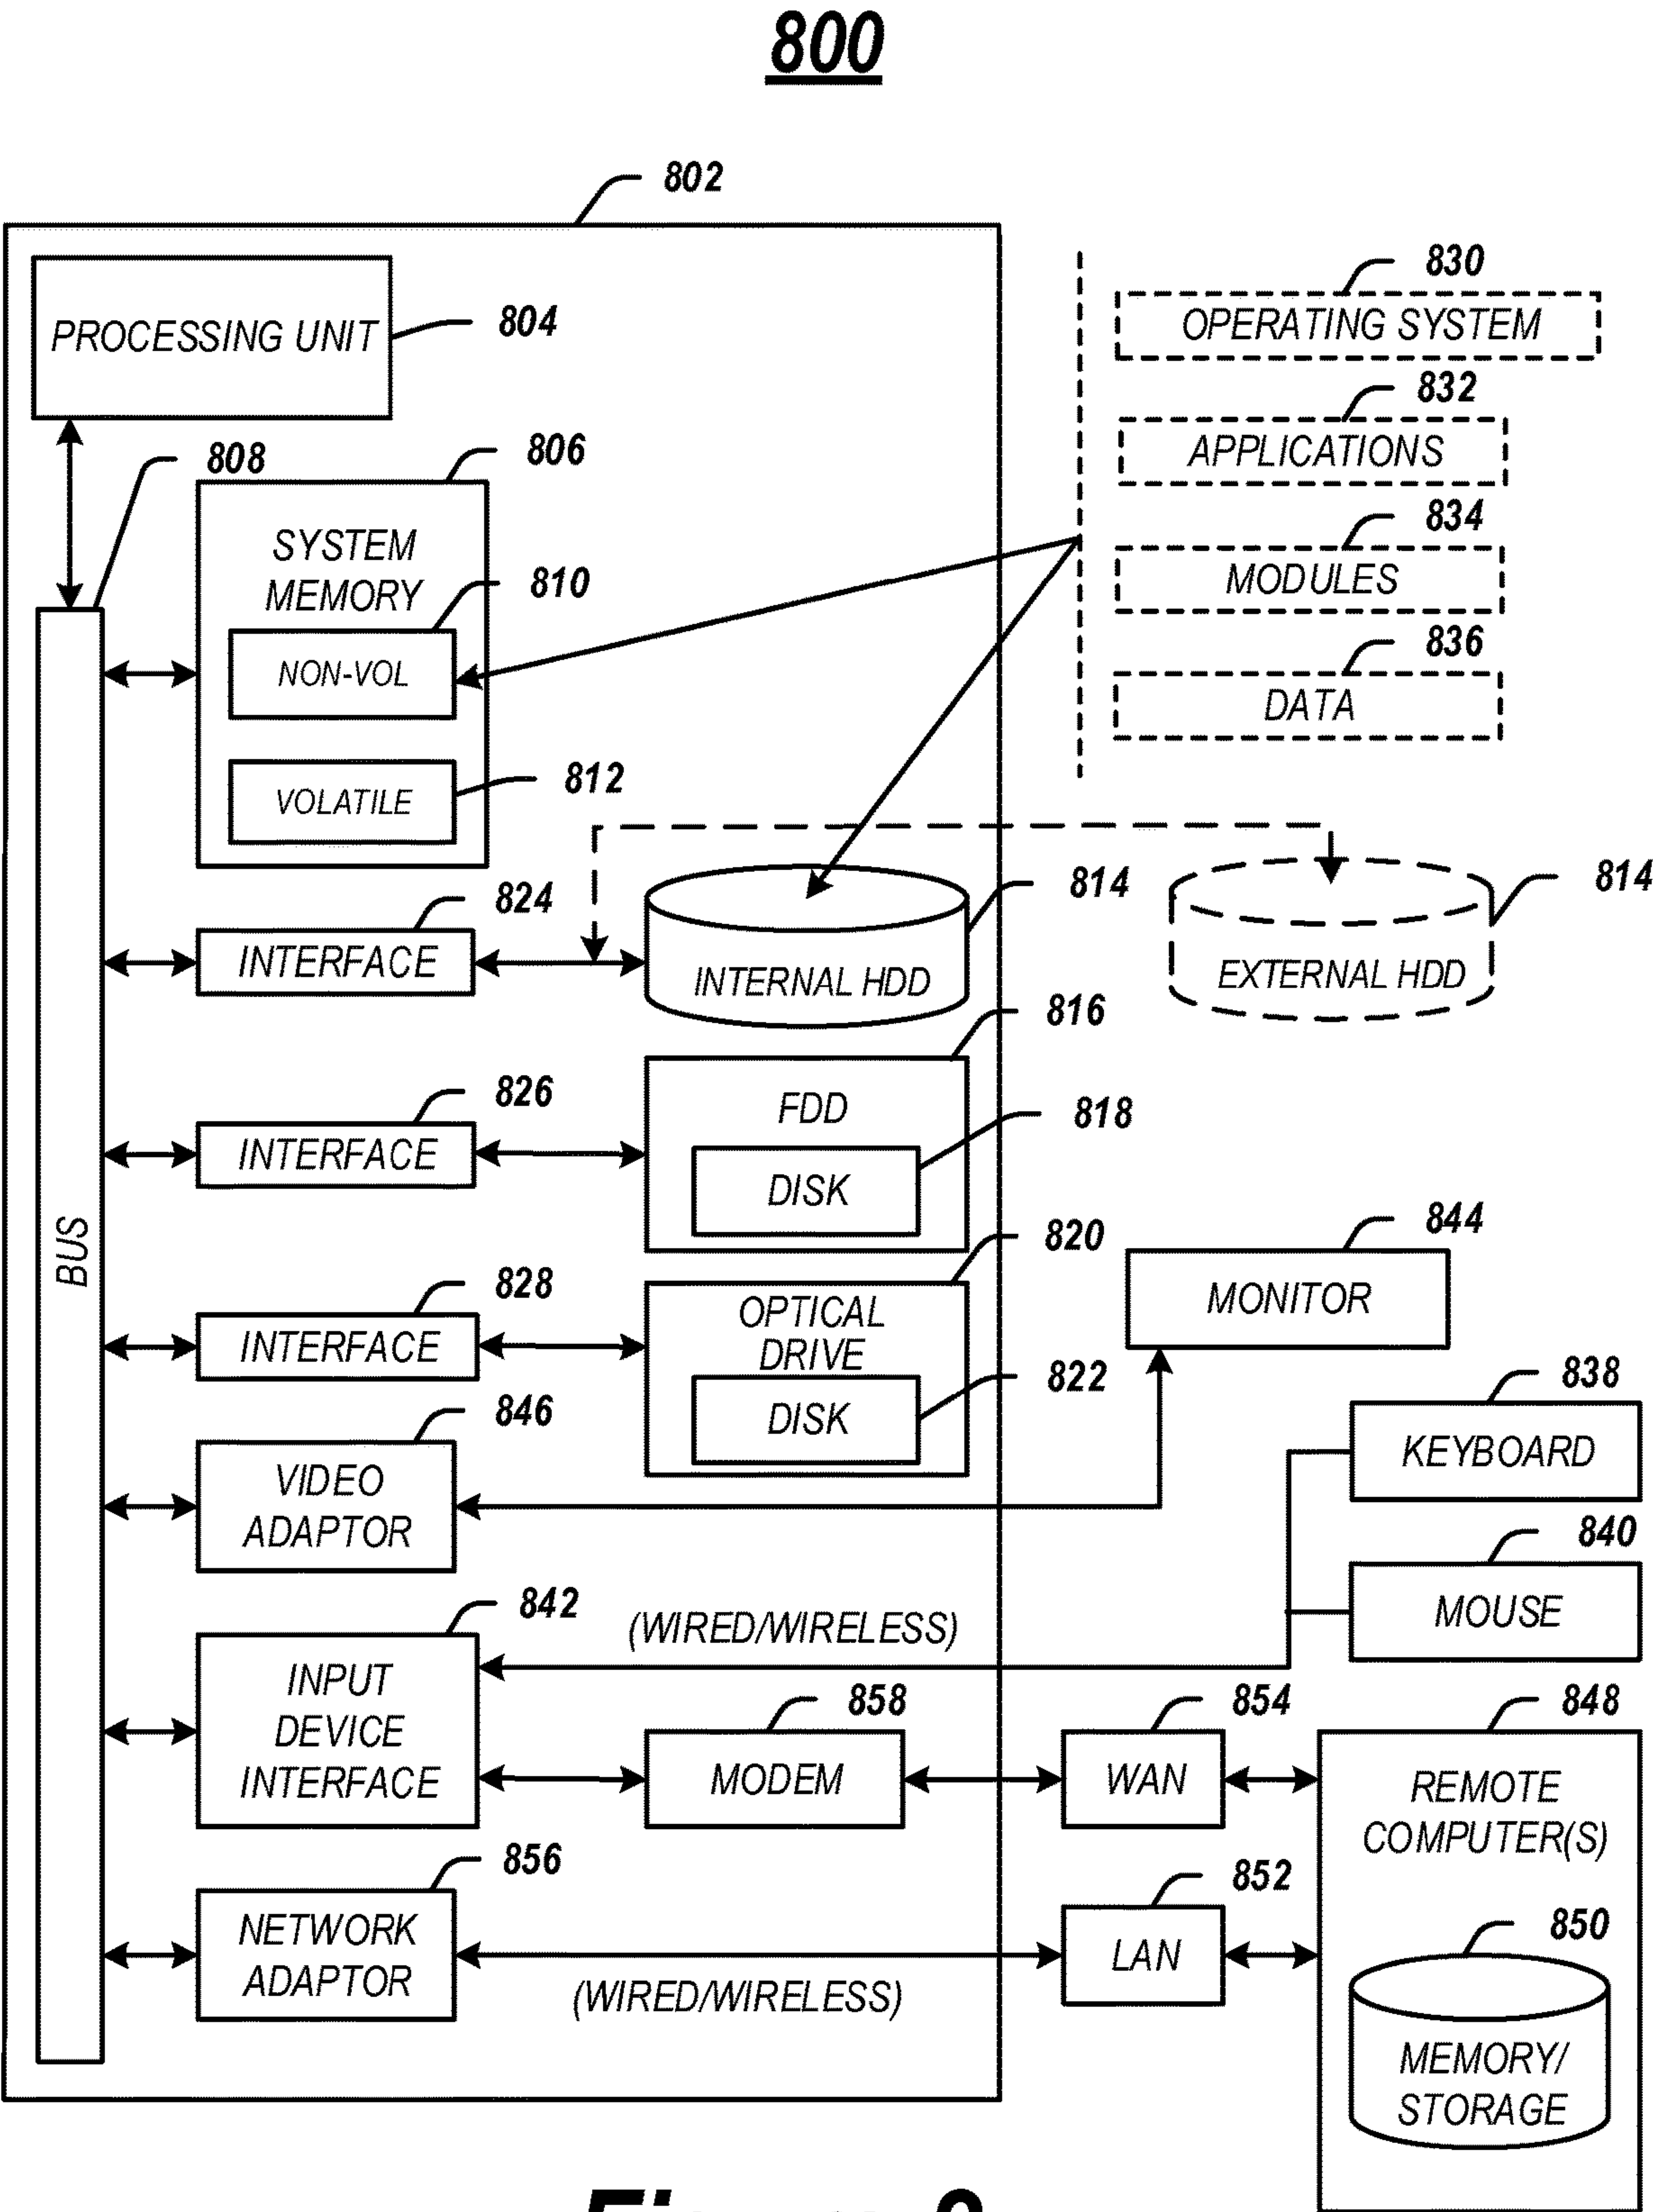 800
802
PROCESSING UNIT
804
830
OPERATING SYSTEM
832
APPLICATIONS
834
MODULES
836
DATA
808
806
SYSTEM
MEMORY
810
NON-VOL
812
VOLATILE
824
INTERFACE
814
INTERNAL HDD
814
EXTERNAL HDD
816
FDD
818
DISK
826
INTERFACE
BUS
820
OPTICAL
DRIVE
822
DISK
828
INTERFACE
844
MONITOR
846
VIDEO
ADAPTOR
838
KEYBOARD
840
MOUSE
842
INPUT
DEVICE
INTERFACE
(WIRED/WIRELESS)
858
MODEM
854
WAN
848
REMOTE
COMPUTER(S)
856
NETWORK
ADAPTOR
(WIRED/WIRELESS)
852
LAN
850
MEMORY/
STORAGE